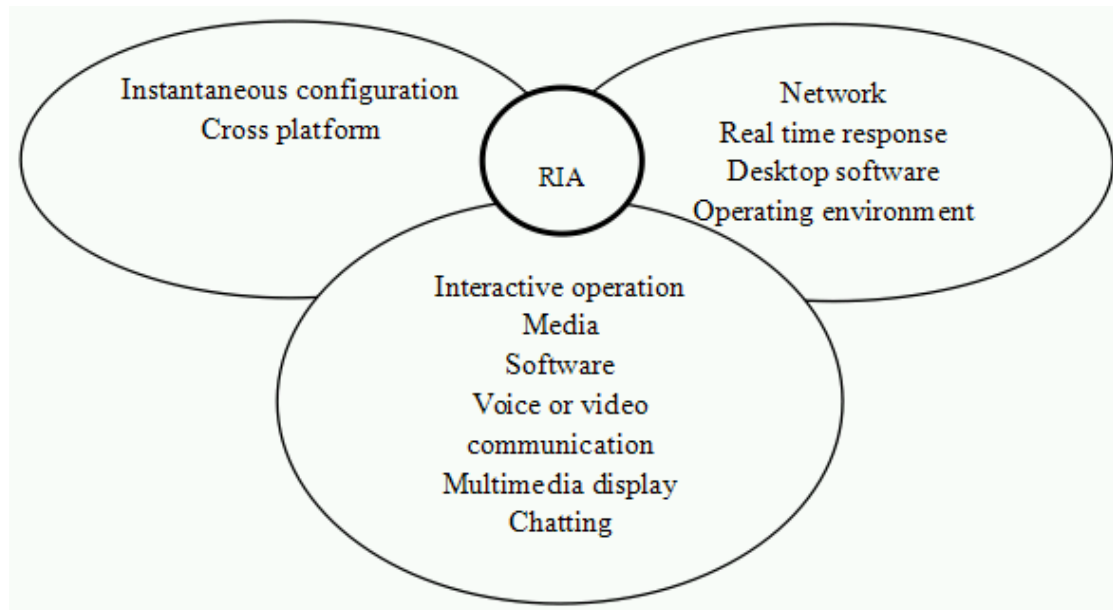 Instantaneous configuration
Cross platform
RIA
Network
Real time response
Desktop software
Operating environment
Interactive operation
Media
Software
Voice or video
communication
Multimedia display
Chatting